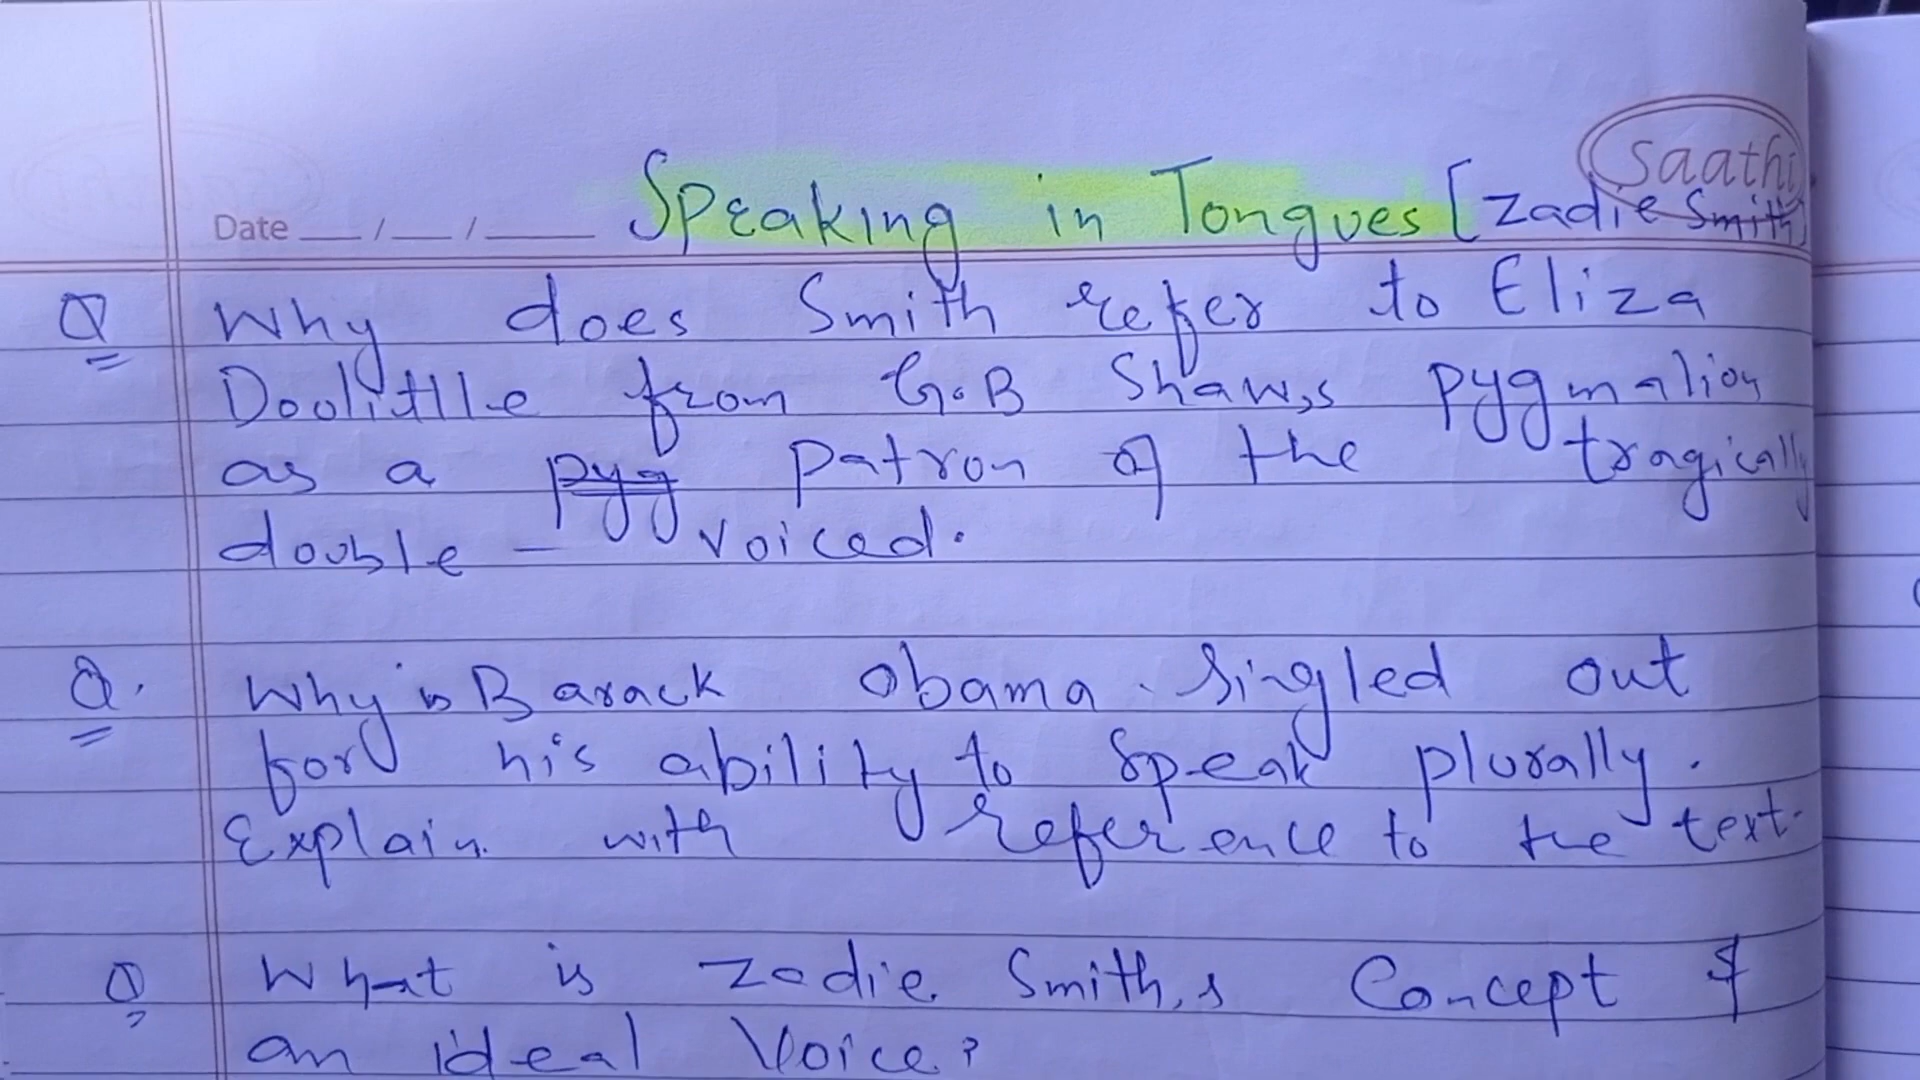 Saathi
Date __/__/____ Speaking in Tongues [Zadie Smith]
Q Why does Smith refer to Eliza
Doolittle from G.B Shaw,s pygmalion
as a pyg patron of the tragically
double - voiced.
Q. Why is Barack Obama singled out
for his ability to speak plurally.
Explain with reference to the text.
Q What is Zadie Smith,s Concept of
an ideal Voice?